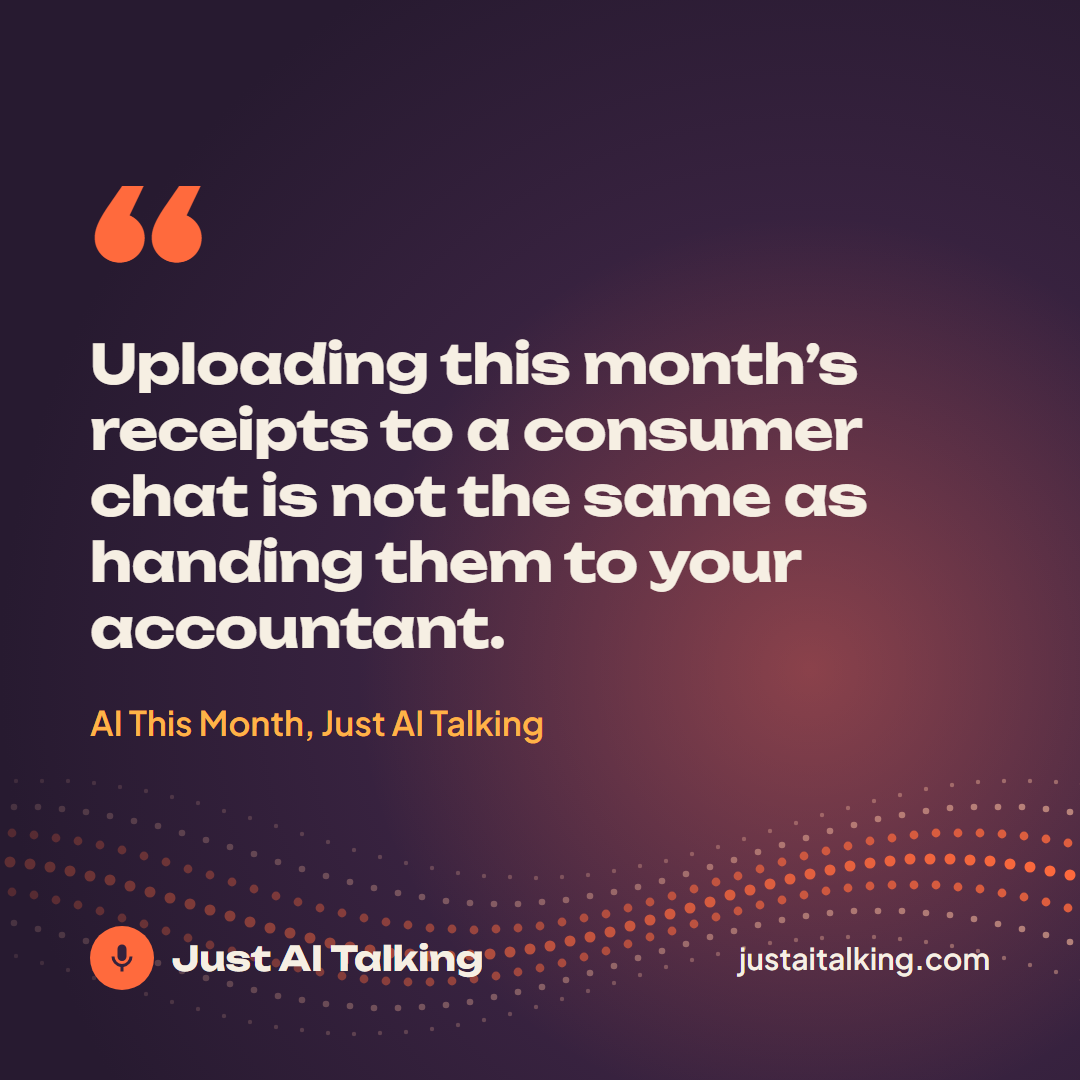 “
Uploading this month’s
receipts to a consumer
chat is not the same as
handing them to your
accountant.
AI This Month, Just AI Talking
Just AI Talking
justaitalking.com